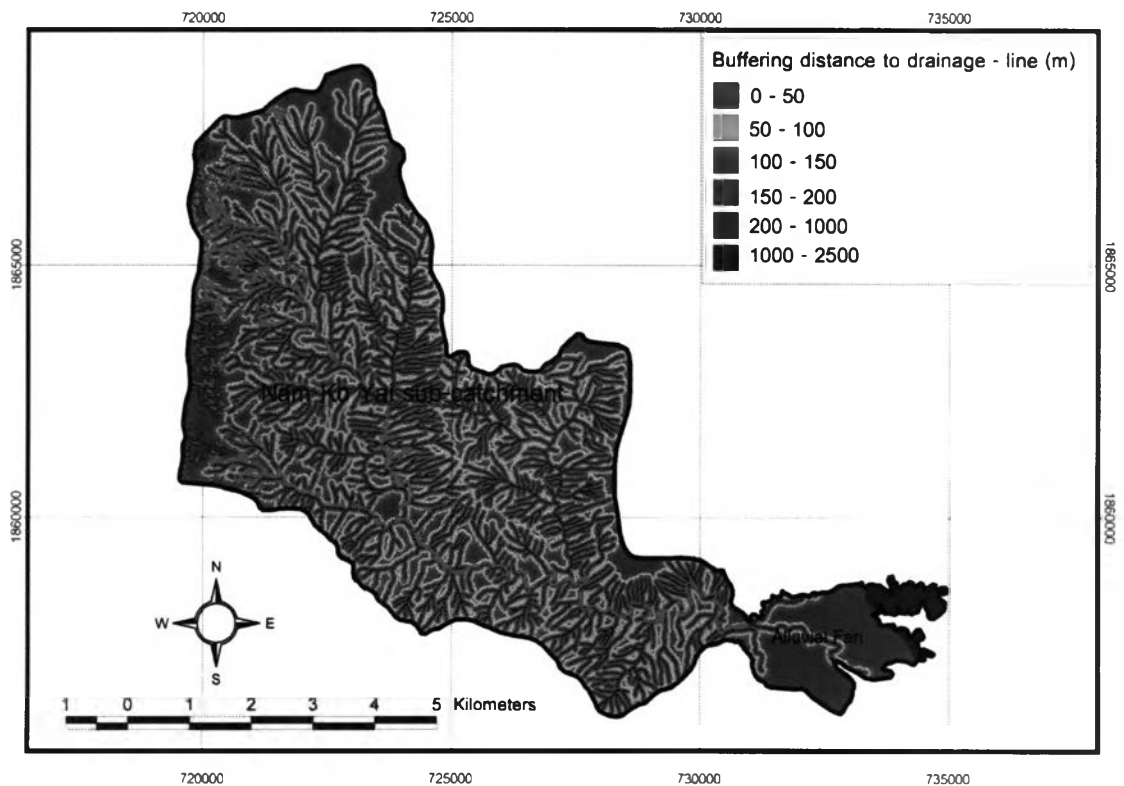 720000 725000 730000 735000
Buffering distance to drainage - line (m)
0 - 50
50 - 100
100 - 150
150 - 200
200 - 1000
1000 - 2500
1865000 1865000
Nam Ko Yai sub-catchment
1860000 1860000
N
W E
S
Alluvial Fan
1 0 1 2 3 4 5 Kilometers
720000 725000 730000 735000